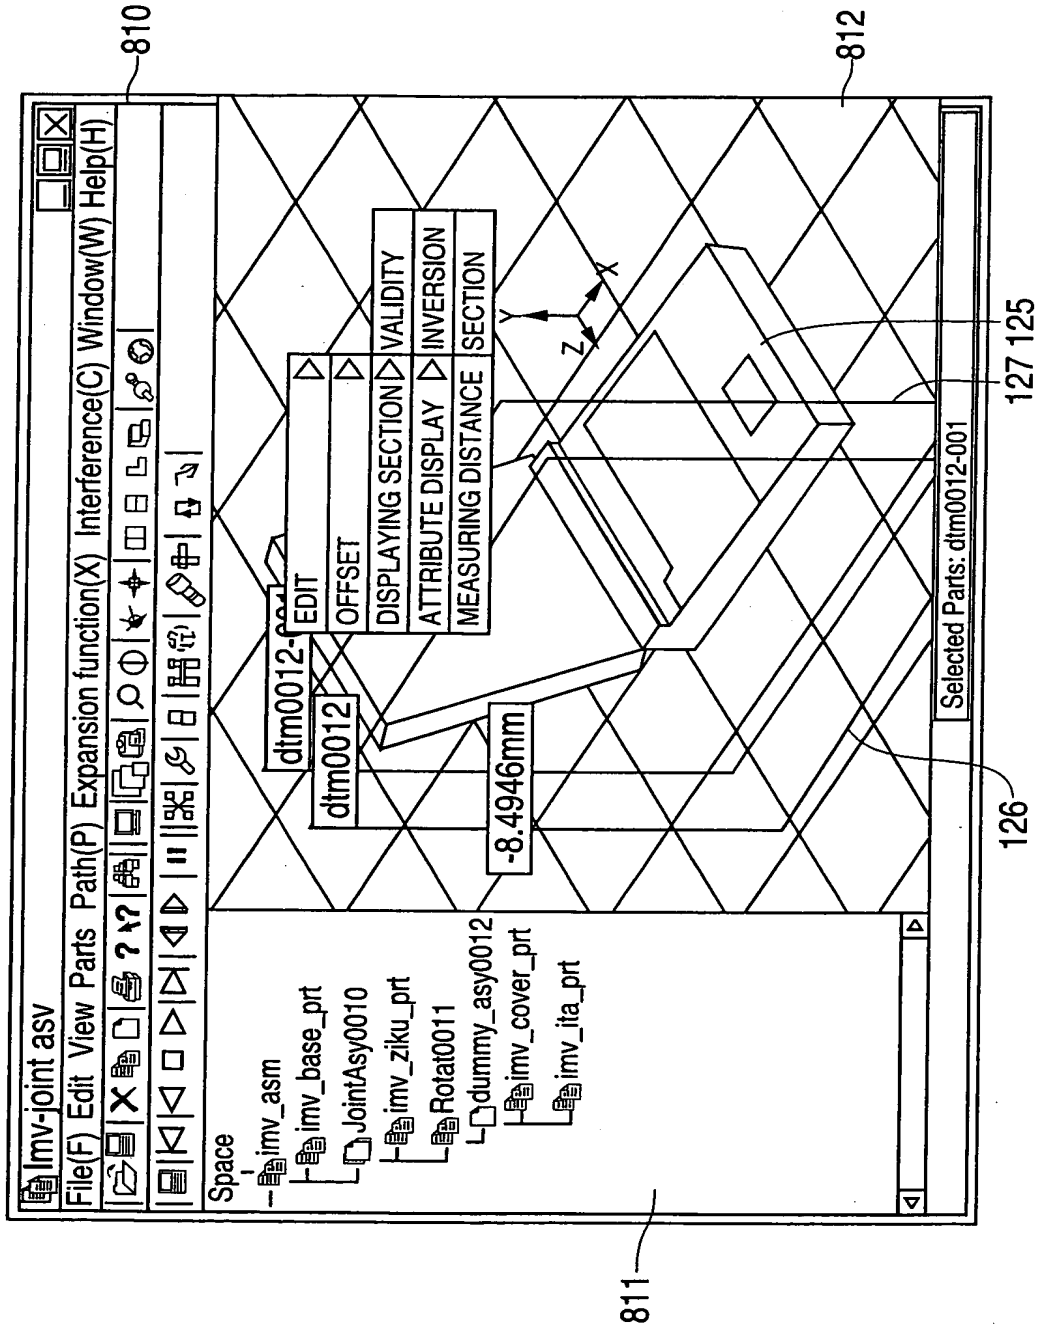 810
Imv-joint asv
File(F) Edit View Parts Path(P) Expansion function(X) Interference(C) Window(W) Help(H)
Space
imv_asm
imv_base_prt
JointAsy0010
imv_ziku_prt
Rotat0011
dummy_asy0012
imv_cover_prt
imv_ita_prt
dtm0012-001
dtm0012
EDIT
OFFSET
DISPLAYING SECTION VALIDITY
ATTRIBUTE DISPLAY INVERSION
MEASURING DISTANCE SECTION
Y
X
Z
-8.4946mm
Selected Parts: dtm0012-001
811
812
126
127
125